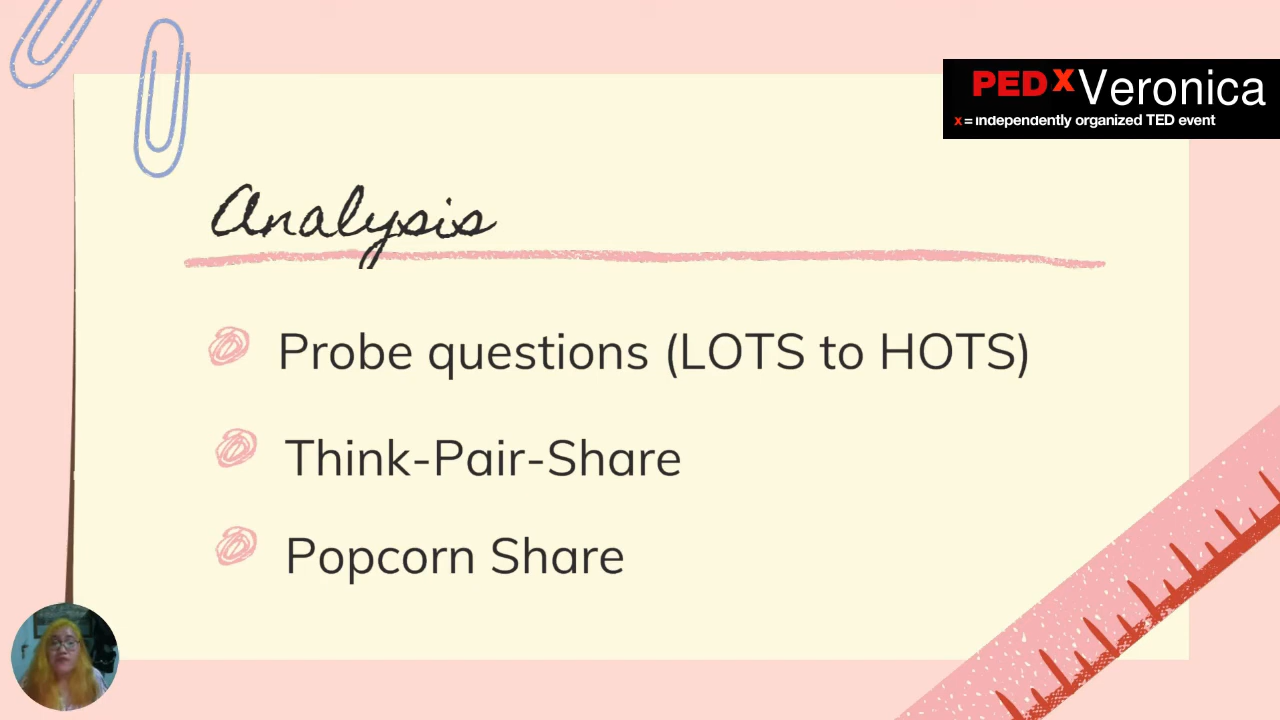 PEDxVeronica
x = independently organized TED event
Analysis
Probe questions (LOTS to HOTS)
Think-Pair-Share
Popcorn Share